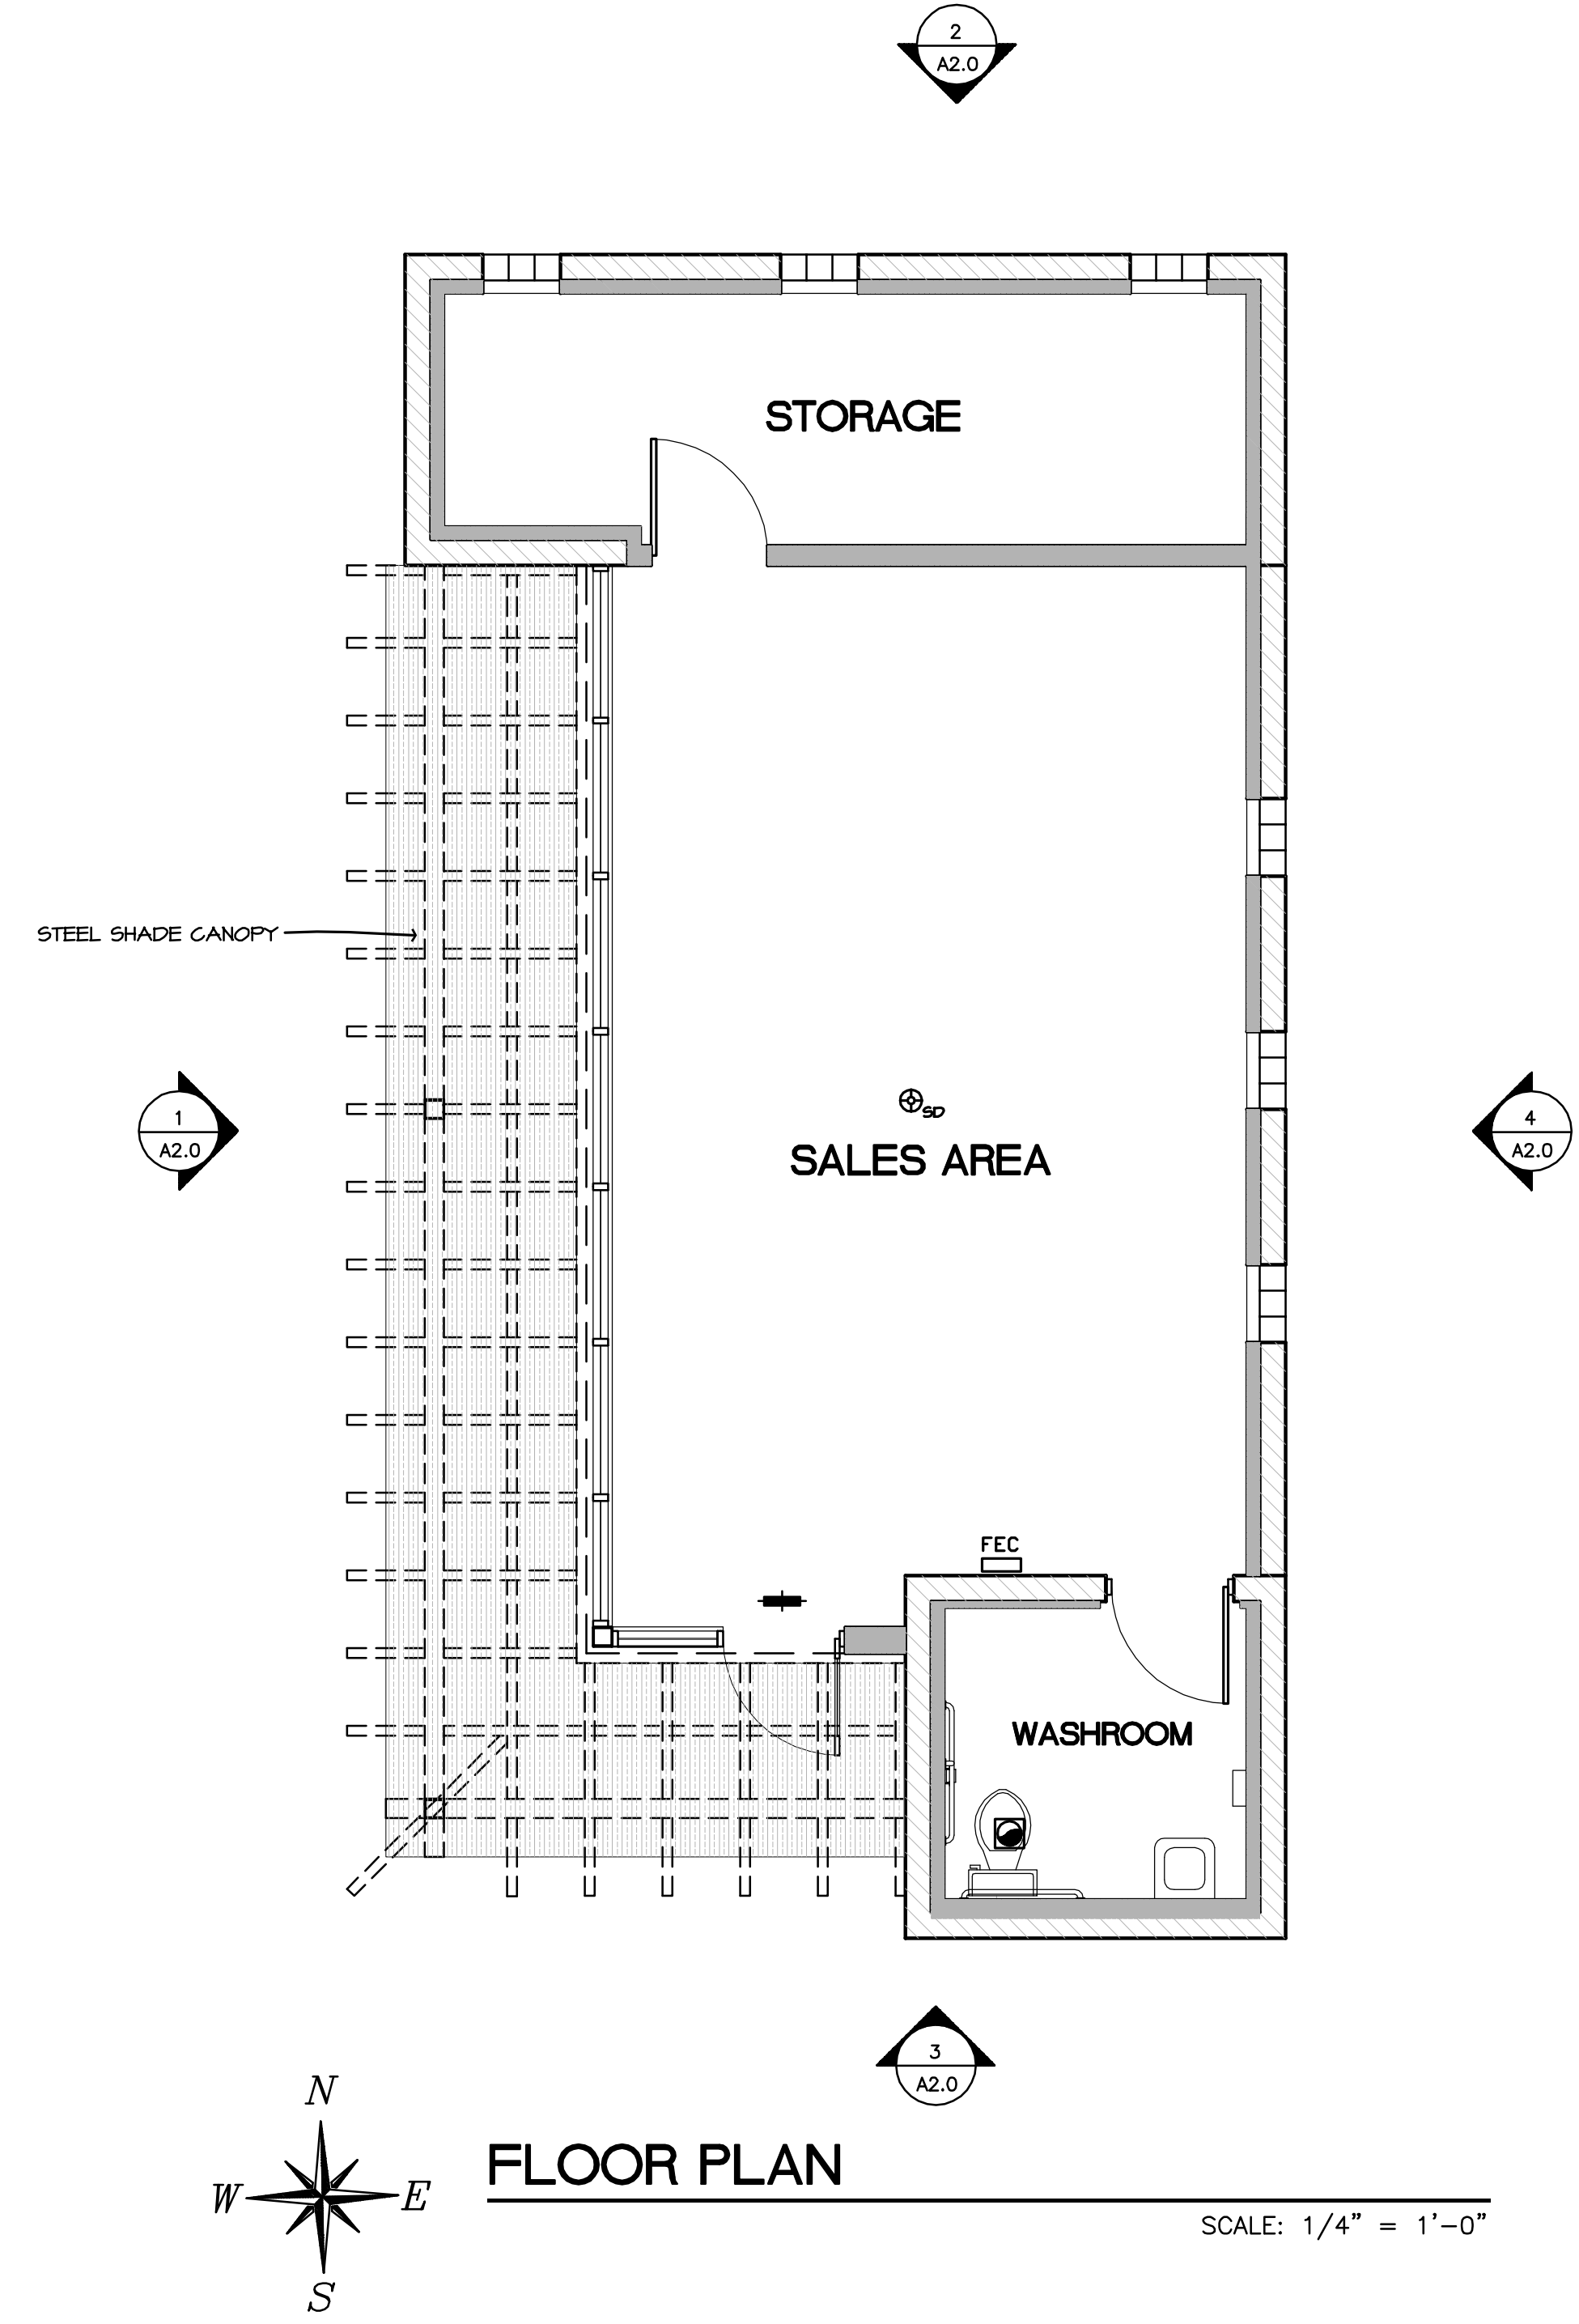 2
A2.0
STORAGE
STEEL SHADE CANOPY
1
A2.0
SD
SALES AREA
4
A2.0
FEC
WASHROOM
3
A2.0
N
W E
S
FLOOR PLAN
SCALE: 1/4" = 1'-0"